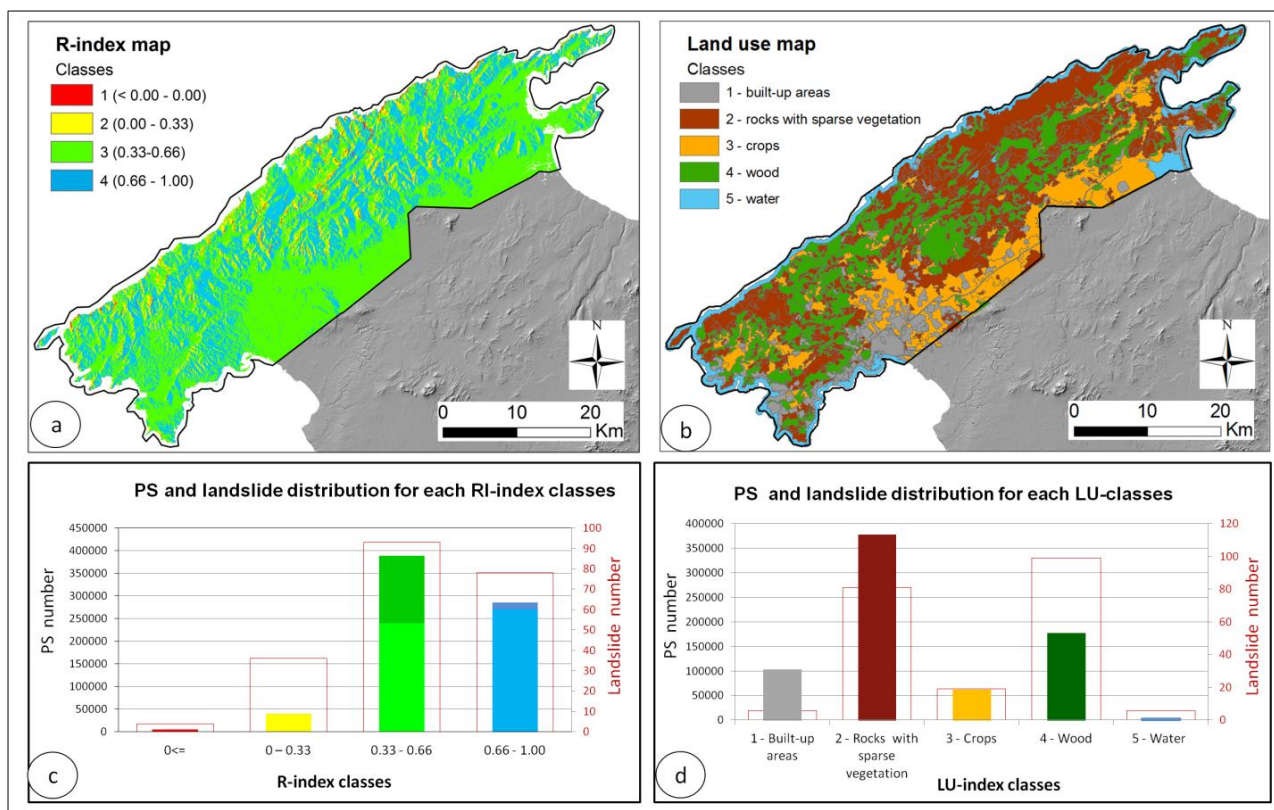 R-index map
Classes
1 (< 0.00 - 0.00)
2 (0.00 - 0.33)
3 (0.33-0.66)
4 (0.66 - 1.00)
N
0 10 20
Km
a
Land use map
Classes
1 - built-up areas
2 - rocks with sparse vegetation
3 - crops
4 - wood
5 - water
N
0 10 20
Km
b
PS and landslide distribution for each RI-index classes
450000
400000
350000
300000
250000
200000
150000
100000
50000
0
PS number
100
90
80
70
60
50
40
30
20
10
0
Landslide number
0<= 0 – 0.33 0.33 - 0.66 0.66 - 1.00
R-index classes
c
PS and landslide distribution for each LU-classes
400000
350000
300000
250000
200000
150000
100000
50000
0
PS number
120
100
80
60
40
20
0
Landslide number
1 - Built-up 2 - Rocks with 3 - Crops 4 - Wood 5 - Water
areas sparse
vegetation
LU-index classes
d